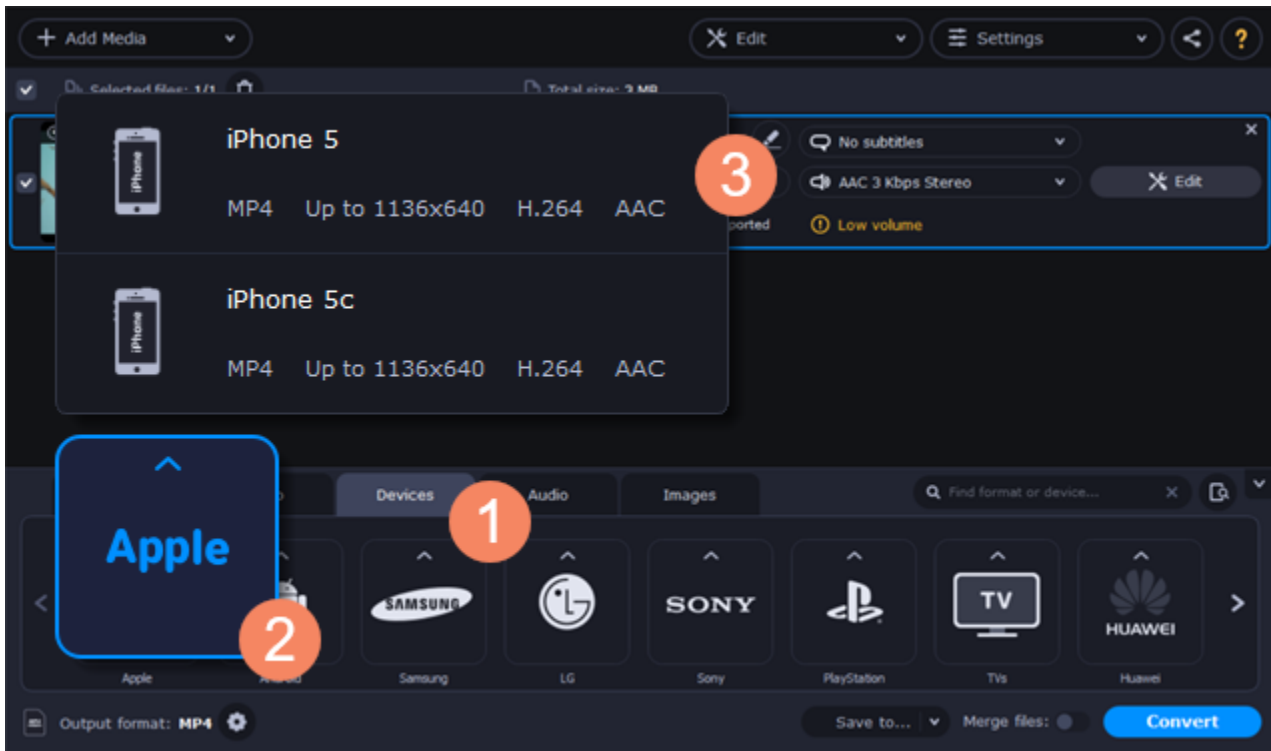 Add Media
Edit
Settings
?
Selected files: 1/1
Total size: 3 MB
iPhone
iPhone 5
MP4 Up to 1136x640 H.264 AAC
3
No subtitles
AAC 3 Kbps Stereo
Edit
Low volume
iPhone
iPhone 5c
MP4 Up to 1136x640 H.264 AAC
Devices
1
Audio
Images
Find format or device...
Apple
2
SAMSUNG
LG
SONY
TV
HUAWEI
Apple
Samsung
LG
Sony
PlayStation
TVs
Huawei
Output format: MP4
Save to...
Merge files:
Convert